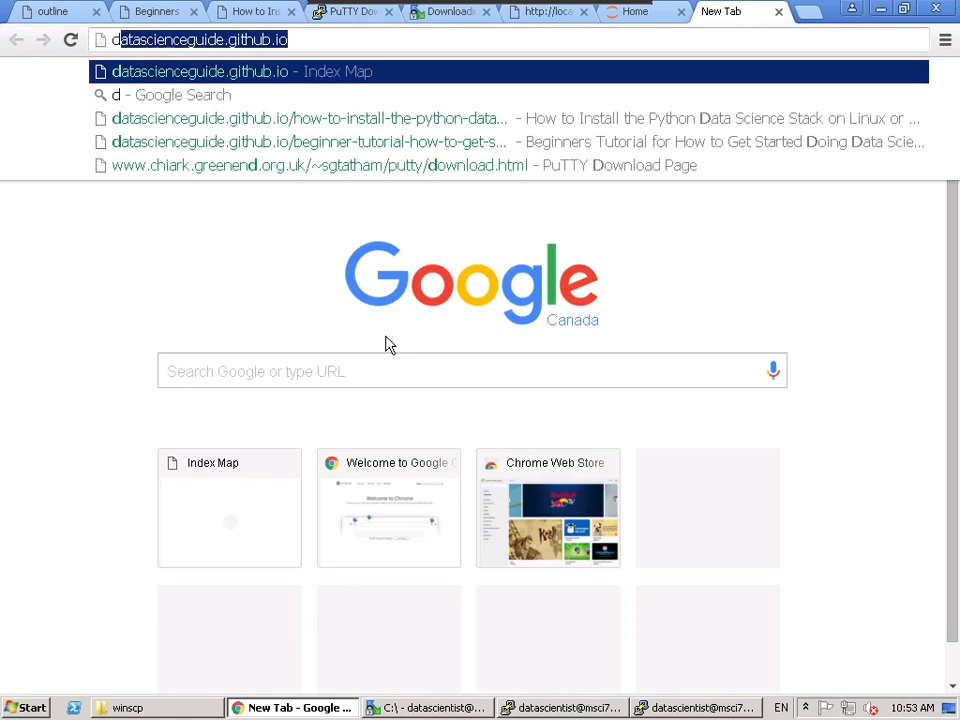 outline
Beginners
How to Ins
PuTTY Dow
Download
http://loca
Home
New Tab
datascienceguide.github.io
datascienceguide.github.io - Index Map
d - Google Search
datascienceguide.github.io/how-to-install-the-python-data... - How to Install the Python Data Science Stack on Linux or ...
datascienceguide.github.io/beginner-tutorial-how-to-get-s... - Beginners Tutorial for How to Get Started Doing Data Scie...
www.chiark.greenend.org.uk/~sgtatham/putty/download.html - PuTTY Download Page
Google
Canada
Search Google or type URL
Index Map
Welcome to Google C
Chrome Web Store
Welcome to Chrome
Start
winscp
New Tab - Google ...
C:\ - datascientist@...
datascientist@msci7...
datascientist@msci7...
EN
10:53 AM